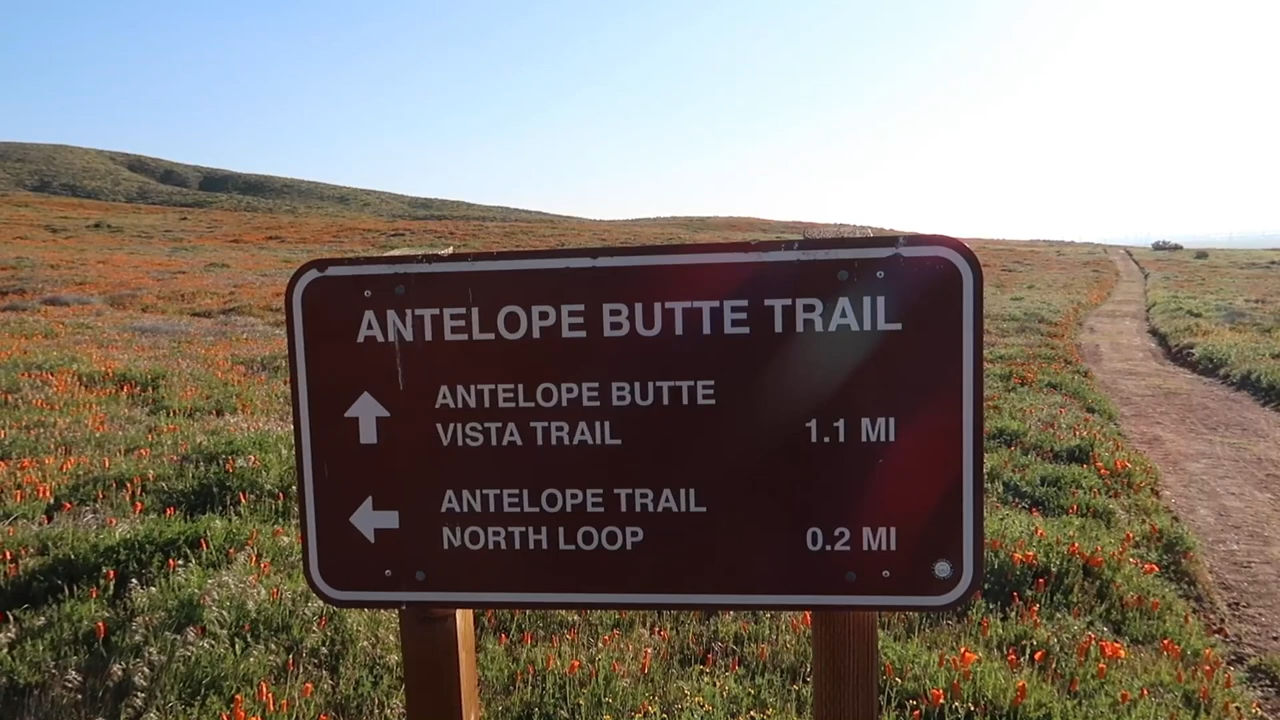 ANTELOPE BUTTE TRAIL
ANTELOPE BUTTE
VISTA TRAIL 1.1 MI
ANTELOPE TRAIL
NORTH LOOP 0.2 MI